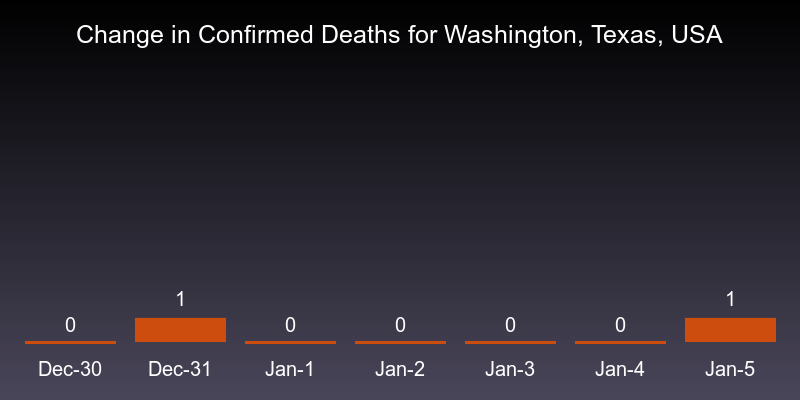 Change in Confirmed Deaths for Washington, Texas, USA
0 1 0 0 0 0 1
Dec-30 Dec-31 Jan-1 Jan-2 Jan-3 Jan-4 Jan-5